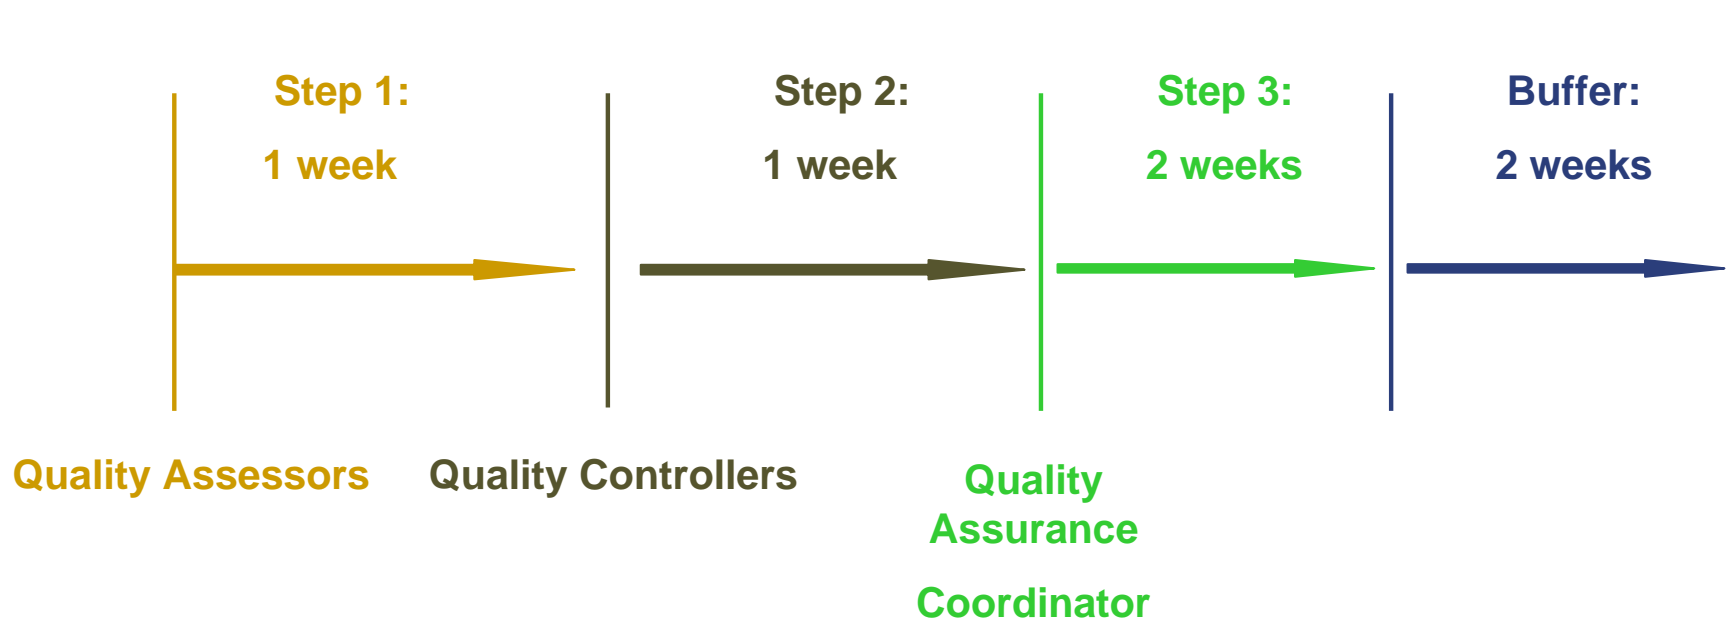 Step 1:
1 week
Step 2:
1 week
Step 3:
2 weeks
Buffer:
2 weeks
Quality Assessors
Quality Controllers
Quality
Assurance
Coordinator